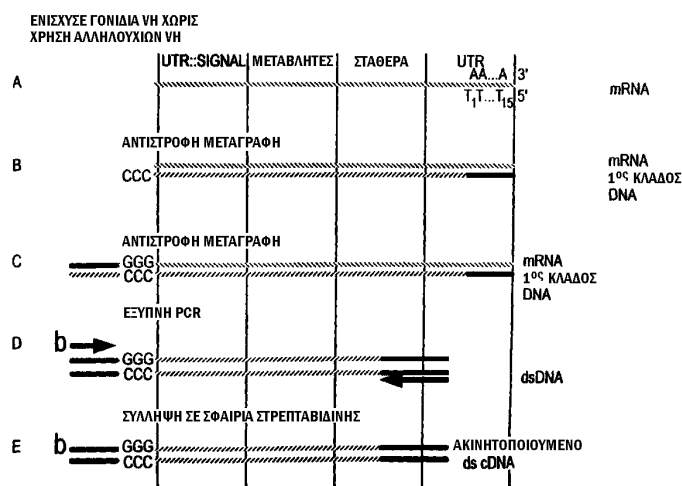 ΕΝΙΣΧΥΣΕ ΓΟΝΙΔΙΑ VH ΧΩΡΙΣ
ΧΡΗΣΗ ΑΛΛΗΛΟΥΧΙΩΝ VH
UTR::SIGNAL ΜΕΤΑΒΛΗΤΕΣ ΣΤΑΘΕΡΑ UTR
AA...A 3'
A mRNA
T1T...T15 5'
ΑΝΤΙΣΤΡΟΦΗ ΜΕΤΑΓΡΑΦΗ
B mRNA
CCC 1ος ΚΛΑΔΟΣ
DNA
ΑΝΤΙΣΤΡΟΦΗ ΜΕΤΑΓΡΑΦΗ
C GGG mRNA
CCC 1ος ΚΛΑΔΟΣ
DNA
ΕΞΥΠΝΗ PCR
D b
GGG
CCC dsDNA
ΣΥΛΛΗΨΗ ΣΕ ΣΦΑΙΡΙΑ ΣΤΡΕΠΤΑΒΙΔΙΝΗΣ
E b GGG ΑΚΙΝΗΤΟΠΟΙΟΥΜΕΝΟ
CCC ds cDNA